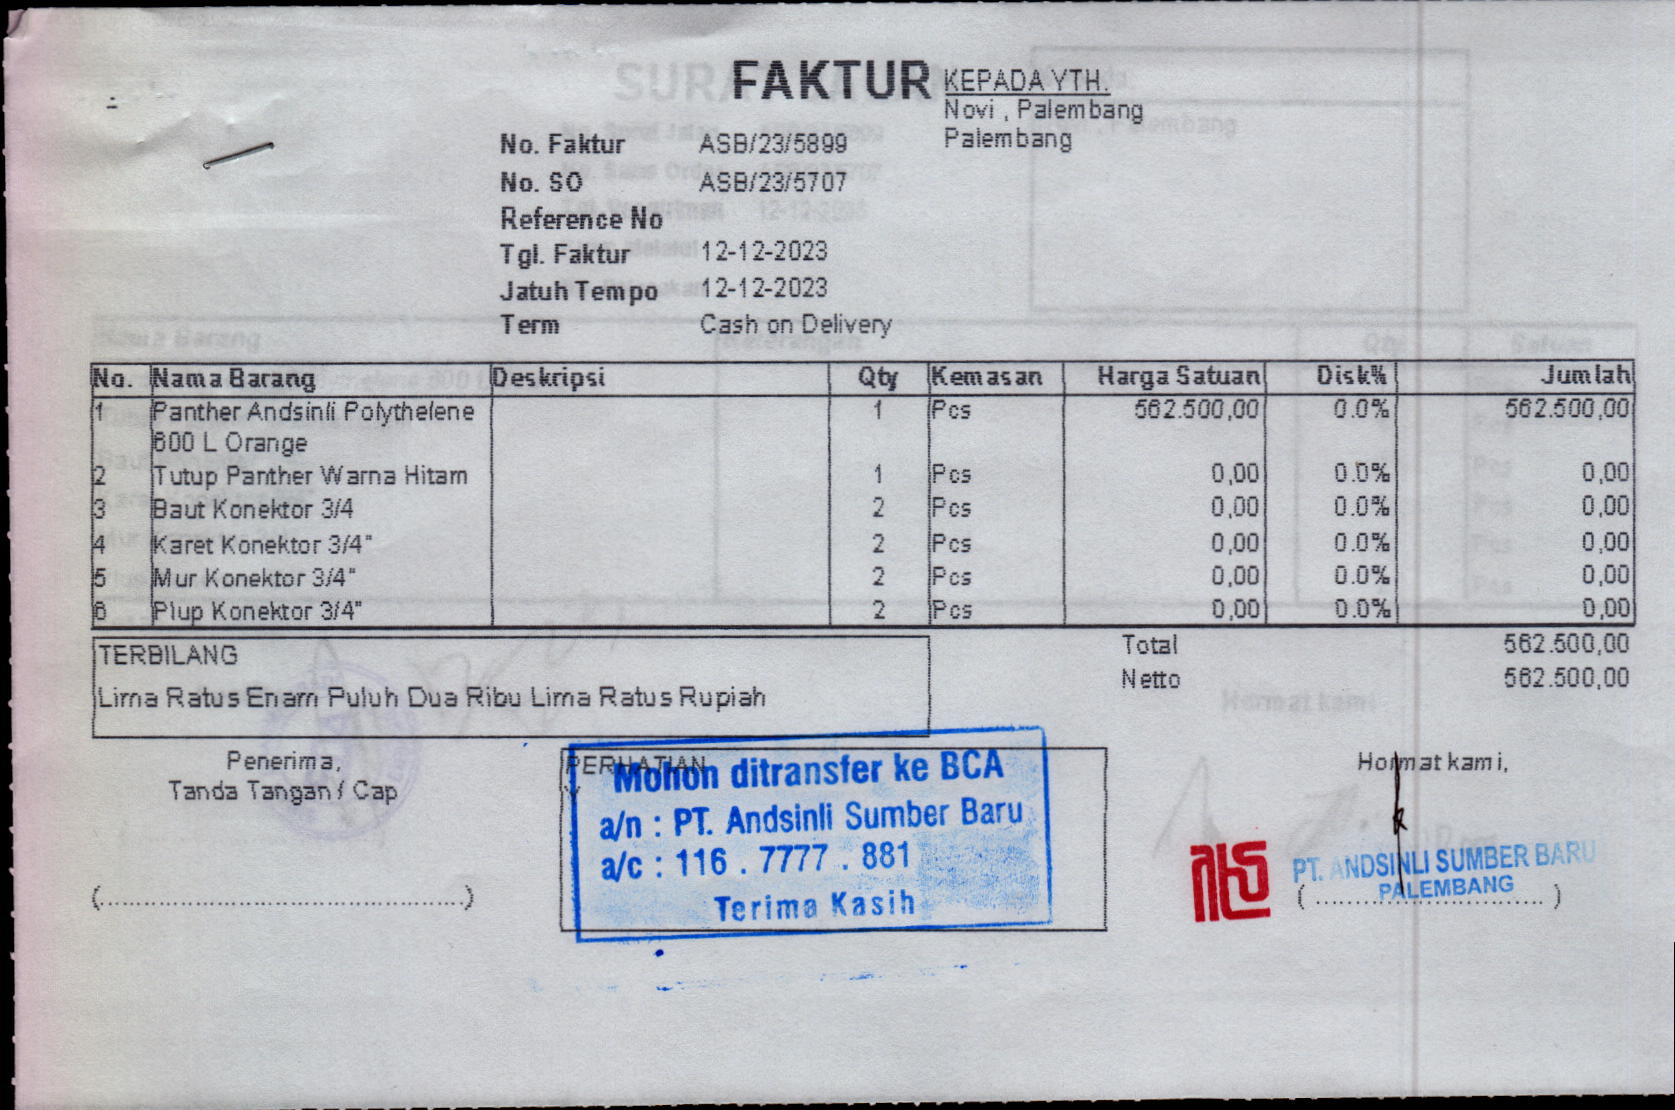 FAKTUR
KEPADA YTH.
Novi , Palembang
Palembang
No. Faktur ASB/23/5899
No. SO ASB/23/5707
Reference No
Tgl. Faktur 12-12-2023
Jatuh Tempo 12-12-2023
Term Cash on Delivery
No. Nama Barang Deskripsi Qty Kemasan Harga Satuan Disk% Jumlah
1 Panther Andsinli Polythelene 1 Pcs 562.500,00 0.0% 562.500,00
600 L Orange
2 Tutup Panther Warna Hitam 1 Pcs 0,00 0.0% 0,00
3 Baut Konektor 3/4 2 Pcs 0,00 0.0% 0,00
4 Karet Konektor 3/4" 2 Pcs 0,00 0.0% 0,00
5 Mur Konektor 3/4" 2 Pcs 0,00 0.0% 0,00
6 Plup Konektor 3/4" 2 Pcs 0,00 0.0% 0,00
Total 562.500,00
Netto 562.500,00
TERBILANG
Lima Ratus Enam Puluh Dua Ribu Lima Ratus Rupiah
Penerima,
Tanda Tangan / Cap
(..........................................)
PERHATIAN
Mohon ditransfer ke BCA
a/n : PT. Andsinli Sumber Baru
a/c : 116 . 7777 . 881
Terima Kasih
Hormat kami,
PT. ANDSINLI SUMBER BARU
PALEMBANG
( ............................ )